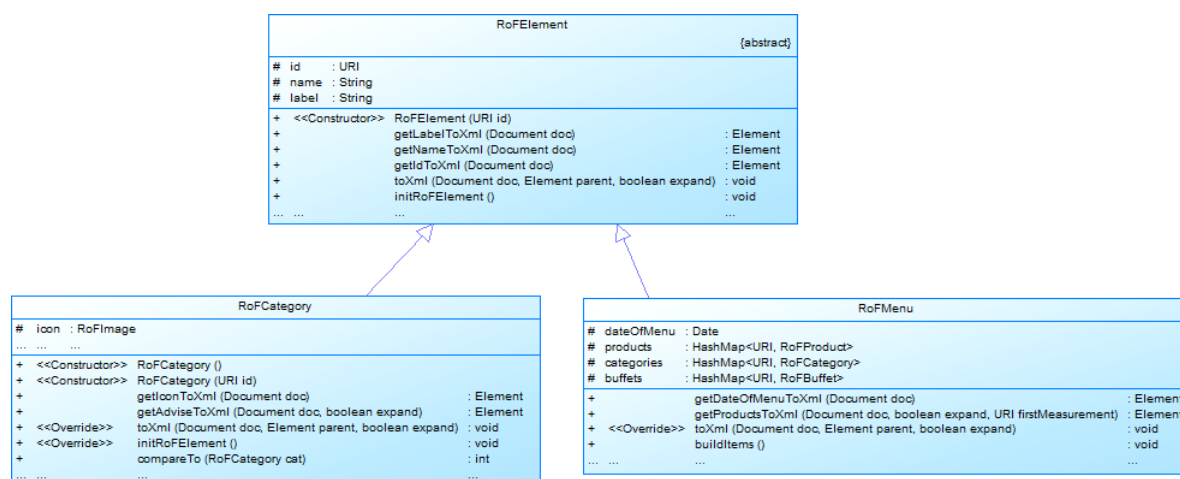 RoFElement
{abstract}
# id : URI
# name : String
# label : String
+ <<Constructor>> RoFElement (URI id)
+ getLabelToXml (Document doc) : Element
+ getNameToXml (Document doc) : Element
+ getIdToXml (Document doc) : Element
+ toXml (Document doc, Element parent, boolean expand) : void
+ initRoFElement () : void
... ... ... ...
RoFCategory
# icon : RoFImage
... ... ...
+ <<Constructor>> RoFCategory ()
+ <<Constructor>> RoFCategory (URI id)
+ getIconToXml (Document doc) : Element
+ getAdviseToXml (Document doc, boolean expand) : Element
+ <<Override>> toXml (Document doc, Element parent, boolean expand) : void
+ <<Override>> initRoFElement () : void
+ compareTo (RoFCategory cat) : int
... ... ... ...
RoFMenu
# dateOfMenu : Date
# products : HashMap<URI, RoFProduct>
# categories : HashMap<URI, RoFCategory>
# buffets : HashMap<URI, RoFBuffet>
+ getDateOfMenuToXml (Document doc) : Element
+ getProductsToXml (Document doc, boolean expand, URI firstMeasurement) : Element
+ <<Override>> toXml (Document doc, Element parent, boolean expand) : void
+ buildItems () : void
... ... ... ...